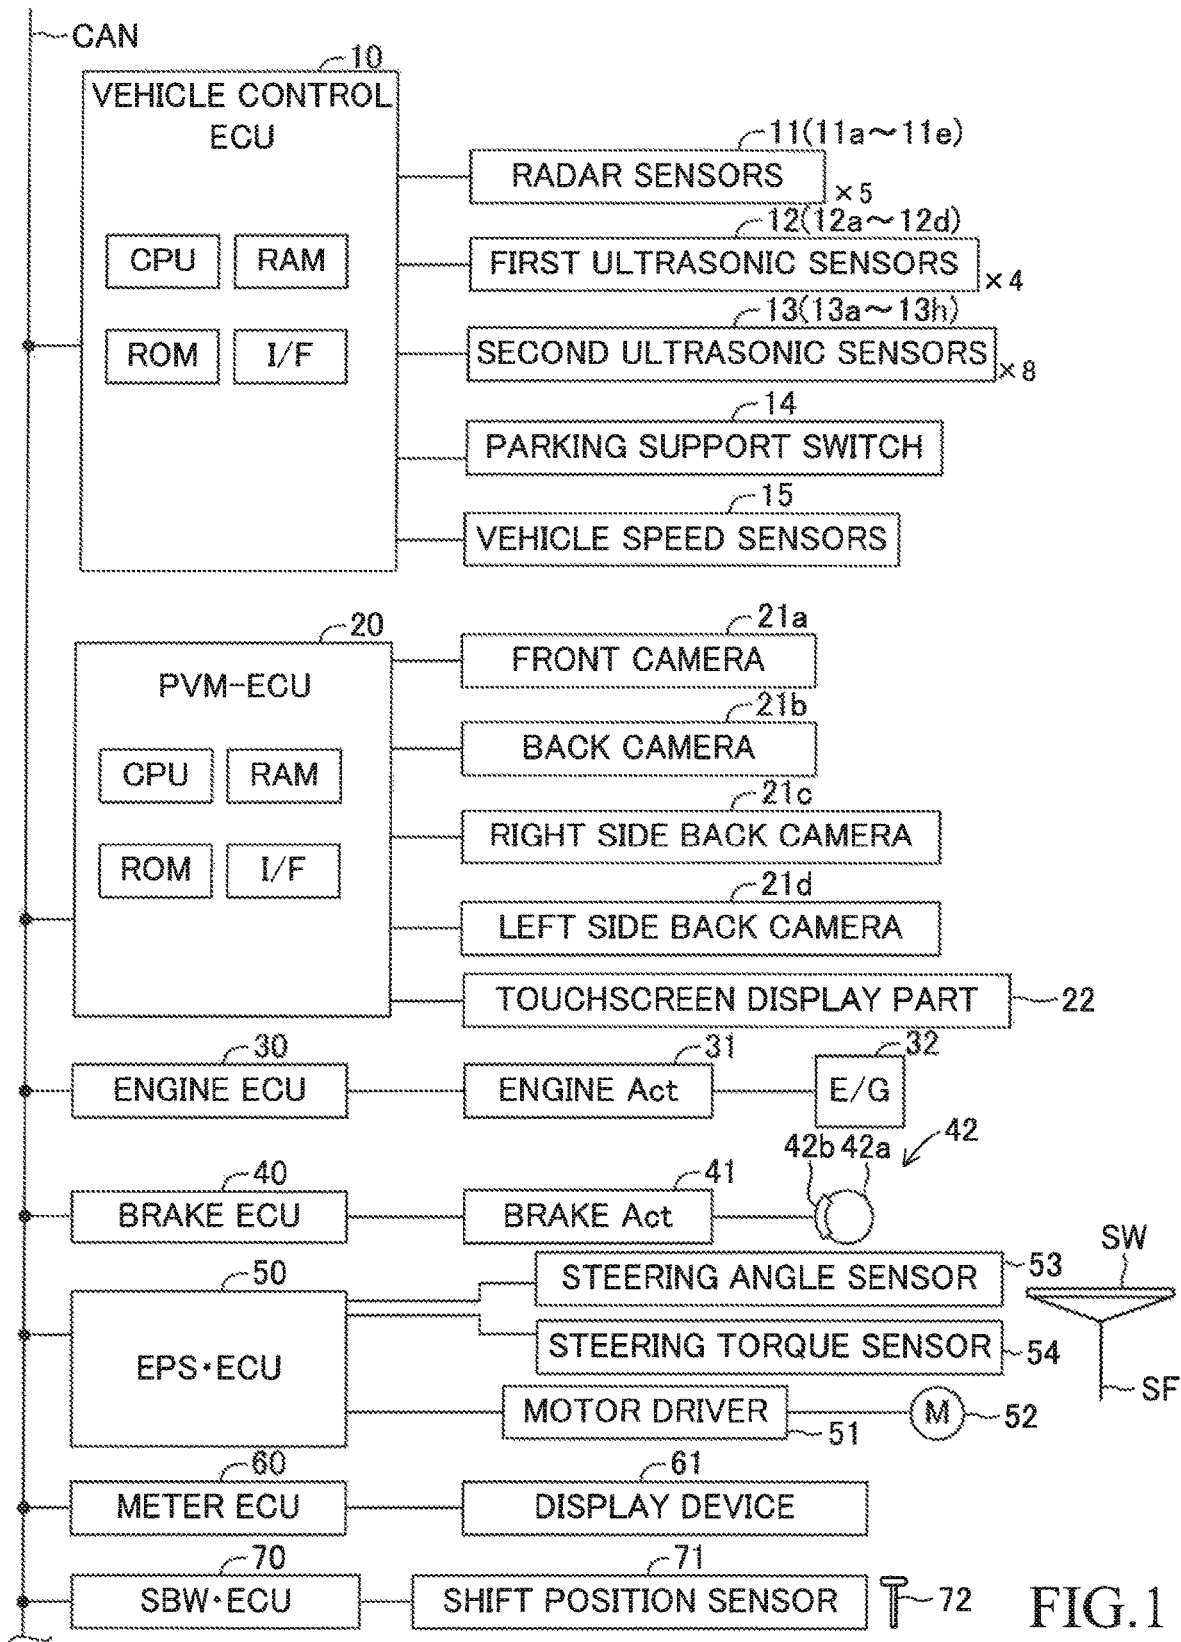 CAN
10
VEHICLE CONTROL
ECU
CPU
RAM
ROM
I/F
11(11a～11e)
RADAR SENSORS
×5
12(12a～12d)
FIRST ULTRASONIC SENSORS
×4
13(13a～13h)
SECOND ULTRASONIC SENSORS
×8
14
PARKING SUPPORT SWITCH
15
VEHICLE SPEED SENSORS
20
PVM-ECU
CPU
RAM
ROM
I/F
21a
FRONT CAMERA
21b
BACK CAMERA
21c
RIGHT SIDE BACK CAMERA
21d
LEFT SIDE BACK CAMERA
TOUCHSCREEN DISPLAY PART
22
30
ENGINE ECU
31
ENGINE Act
32
E/G
40
BRAKE ECU
41
BRAKE Act
42b
42a
42
50
EPS・ECU
STEERING ANGLE SENSOR
53
STEERING TORQUE SENSOR
54
MOTOR DRIVER
51
M
52
SW
SF
60
METER ECU
61
DISPLAY DEVICE
70
SBW・ECU
71
SHIFT POSITION SENSOR
72
FIG.1